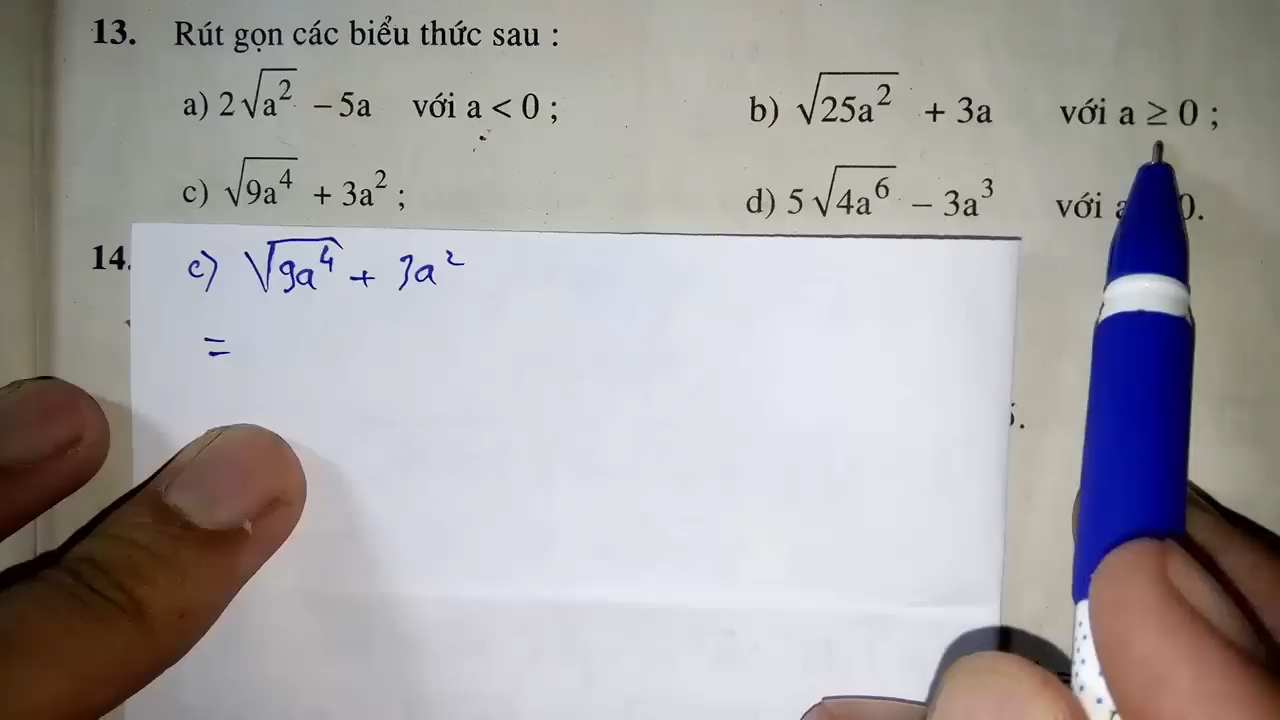 13. Rút gọn các biểu thức sau :
a) 2√a² – 5a với a < 0 ; b) √25a² + 3a với a ≥ 0 ;
c) √9a⁴ + 3a² ; d) 5√4a⁶ – 3a³ với 0.
14.
c) √9a⁴ + 3a²
=